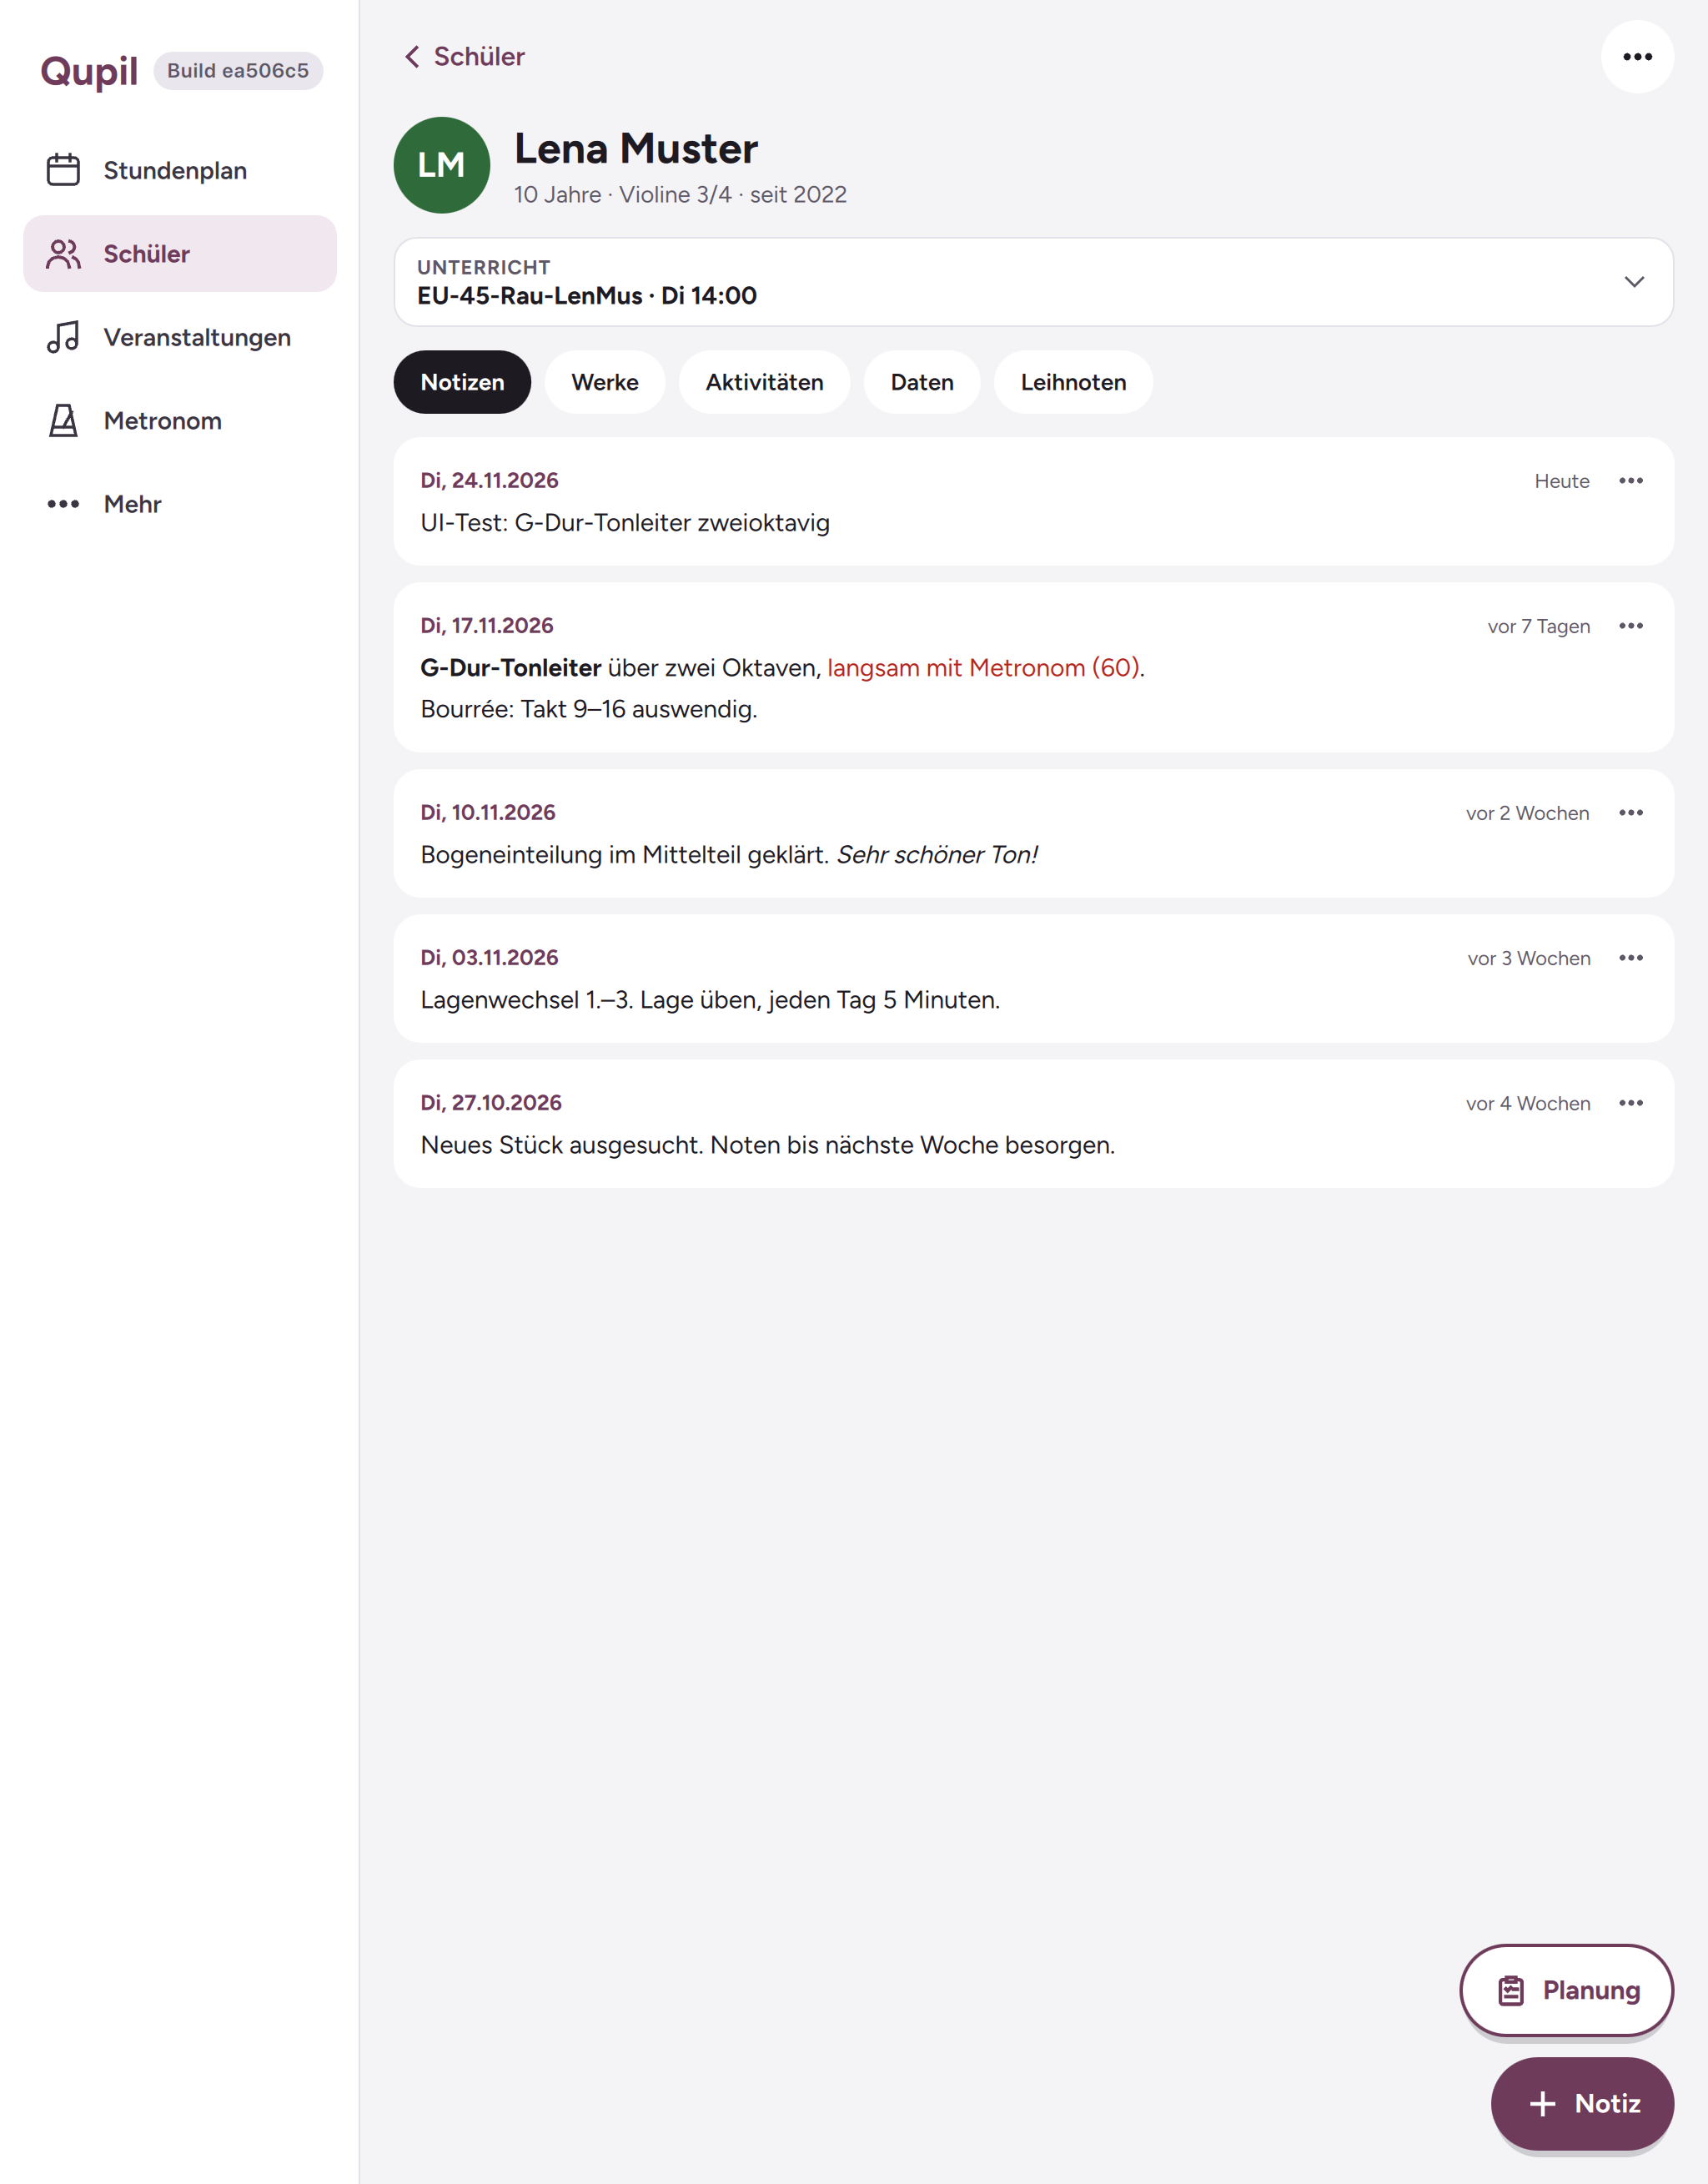 Qupil Build ea506c5
Stundenplan
Schüler
Veranstaltungen
Metronom
Mehr
Schüler
LM
Lena Muster
10 Jahre · Violine 3/4 · seit 2022
UNTERRICHT
EU-45-Rau-LenMus · Di 14:00
Notizen Werke Aktivitäten Daten Leihnoten
Di, 24.11.2026 Heute
UI-Test: G-Dur-Tonleiter zweioktavig
Di, 17.11.2026 vor 7 Tagen
G-Dur-Tonleiter über zwei Oktaven, langsam mit Metronom (60).
Bourrée: Takt 9–16 auswendig.
Di, 10.11.2026 vor 2 Wochen
Bogeneinteilung im Mittelteil geklärt. Sehr schöner Ton!
Di, 03.11.2026 vor 3 Wochen
Lagenwechsel 1.–3. Lage üben, jeden Tag 5 Minuten.
Di, 27.10.2026 vor 4 Wochen
Neues Stück ausgesucht. Noten bis nächste Woche besorgen.
Planung
Notiz